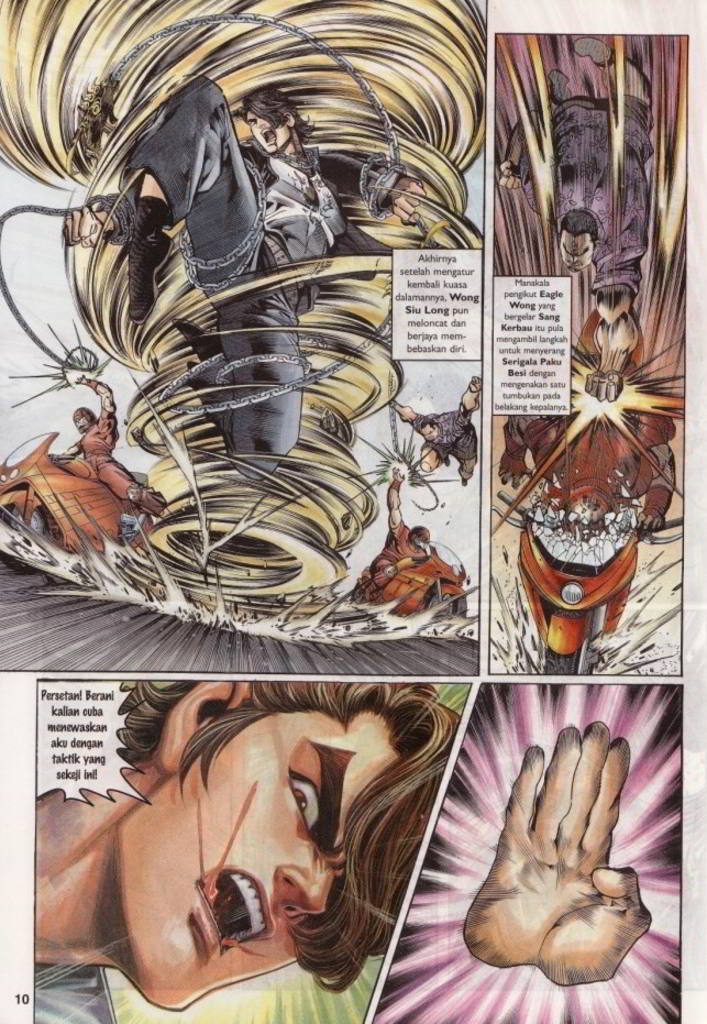 Akhirnya
setelah mengatur
kembali kuasa
dalamannya, Wong
Siu Long pun
meloncat dan
berjaya mem-
bebaskan diri.
Manakala
pengikut Eagle
Wong yang
bergelar Sang
Kerbau itu pula
mengambil langkah
untuk menyerang
Serigala Paku
Besi dengan
mengenakan satu
tumbukan pada
belakang kepalanya.
Persetan! Berani
kalian cuba
menewaskan
aku dengan
taktik yang
sekeji ini!
10